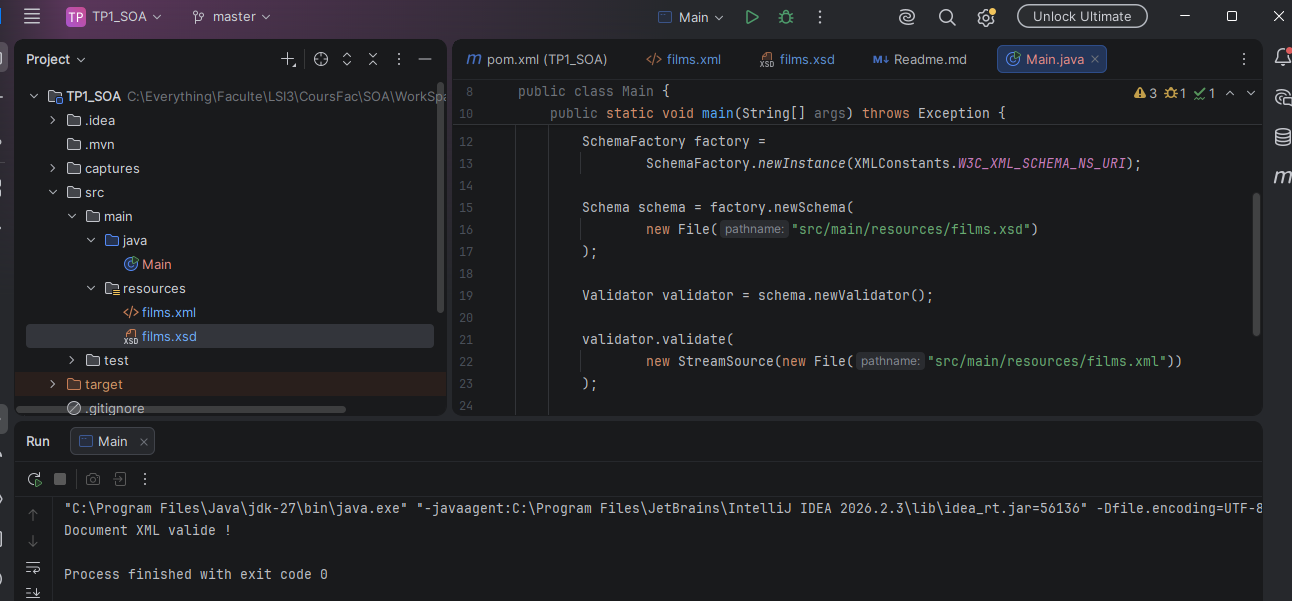 TP TP1_SOA master Main Unlock Ultimate
Project
pom.xml (TP1_SOA) films.xml films.xsd Readme.md Main.java
TP1_SOA C:\Everything\Faculte\LSI3\CoursFac\SOA\WorkSpa
.idea
.mvn
captures
src
main
java
Main
resources
films.xml
films.xsd
test
target
.gitignore
3 1 1
8 public class Main {
10 public static void main(String[] args) throws Exception {
12 SchemaFactory factory =
13 SchemaFactory.newInstance(XMLConstants.W3C_XML_SCHEMA_NS_URI);
14
15 Schema schema = factory.newSchema(
16 new File( pathname: "src/main/resources/films.xsd")
17 );
18
19 Validator validator = schema.newValidator();
20
21 validator.validate(
22 new StreamSource(new File( pathname: "src/main/resources/films.xml"))
23 );
24
Run Main
"C:\Program Files\Java\jdk-27\bin\java.exe" "-javaagent:C:\Program Files\JetBrains\IntelliJ IDEA 2026.2.3\lib\idea_rt.jar=56136" -Dfile.encoding=UTF-8
Document XML valide !
Process finished with exit code 0